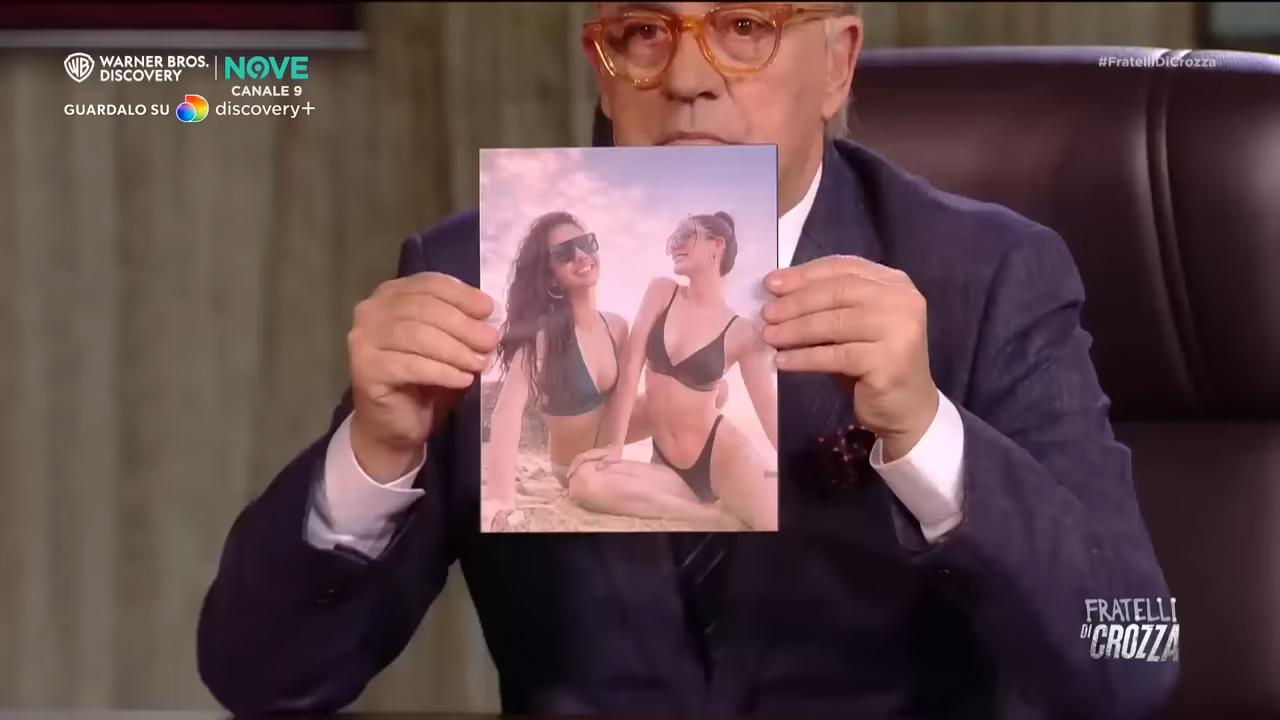 WARNER BROS.
DISCOVERY
NOVE
CANALE 9
GUARDALO SU discovery+
#FratelliDiCrozza
FRATELLI
DI CROZZA